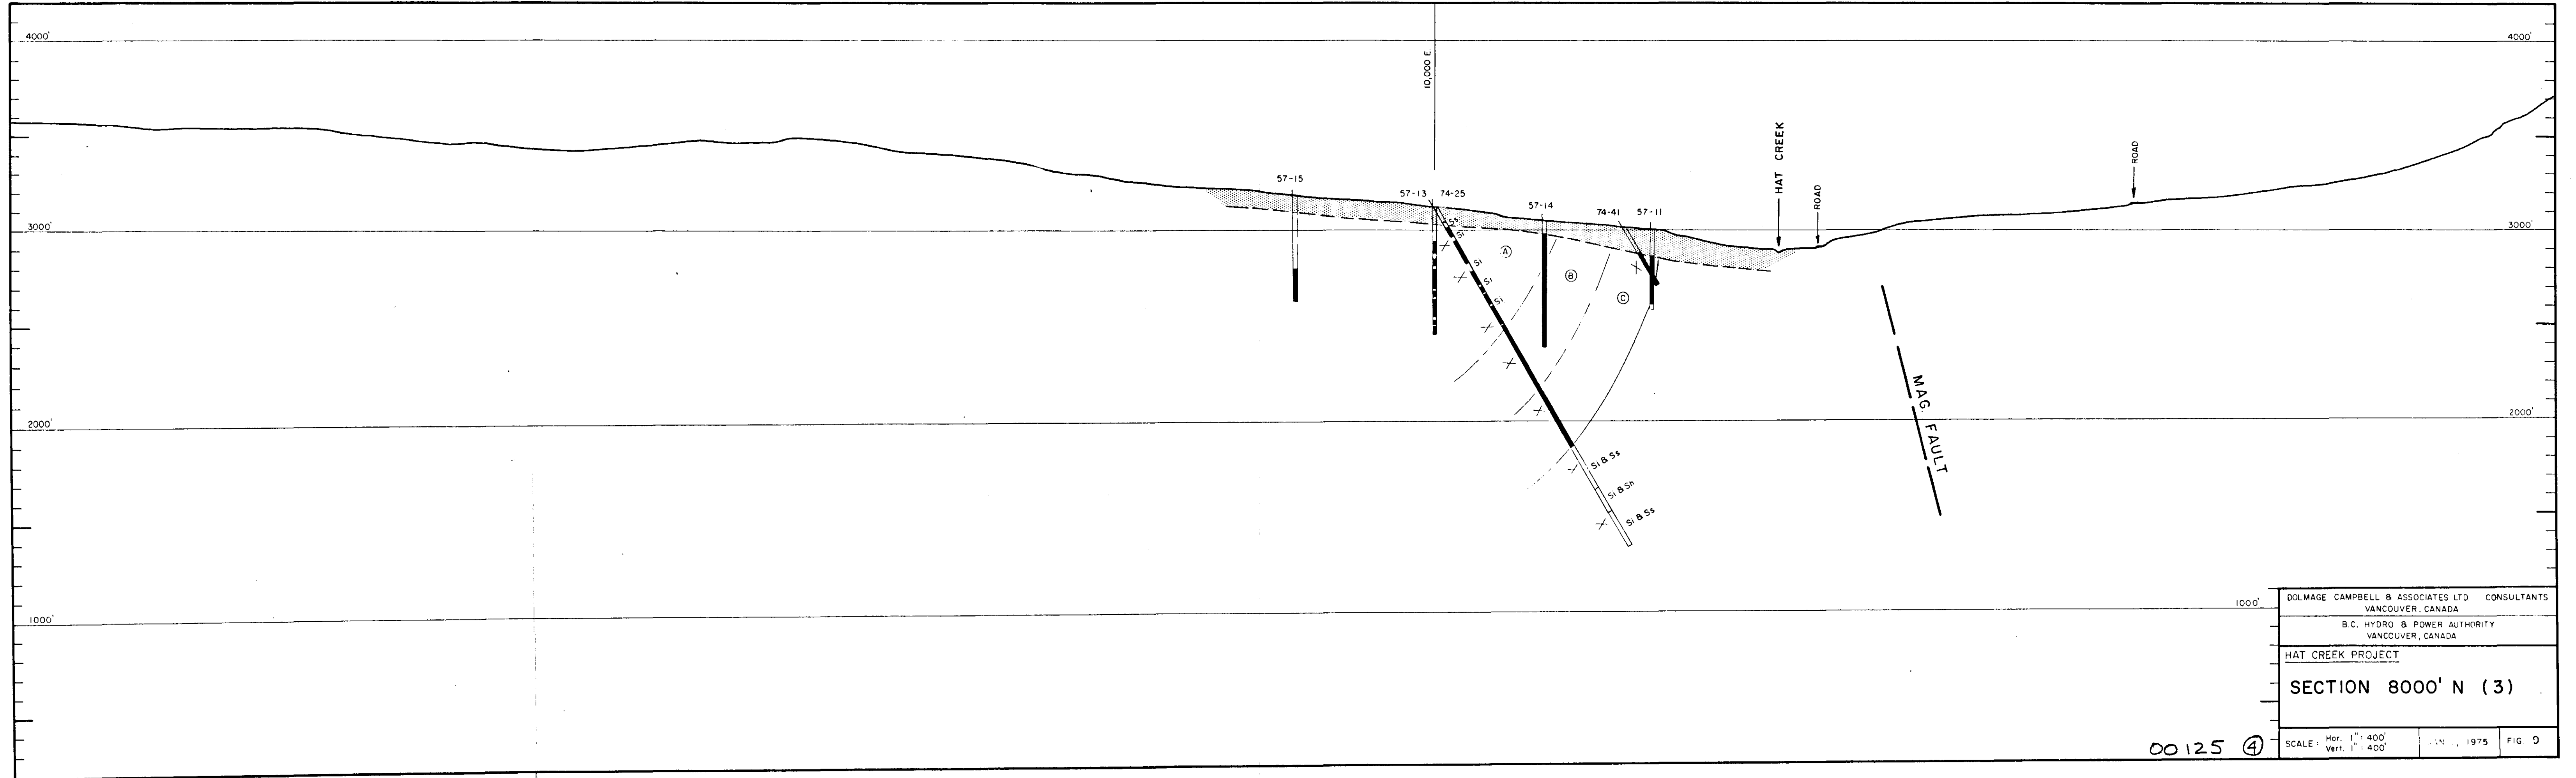 4000'
4000'
10,000 E.
HAT CREEK
ROAD
ROAD
57-15
57-13 74-25
57-14
74-41 57-11
3000'
3000'
Ss
Si
Si
Si
Si
A
B
C
MAG. FAULT
2000'
2000'
Si & Ss
Si & Sh
Si & Ss
1000'
1000'
DOLMAGE CAMPBELL & ASSOCIATES LTD CONSULTANTS
VANCOUVER, CANADA
B.C. HYDRO & POWER AUTHORITY
VANCOUVER, CANADA
HAT CREEK PROJECT
SECTION 8000' N (3)
SCALE: Hor. 1": 400'
Vert. 1": 400'
1975
FIG. 9
00125 4